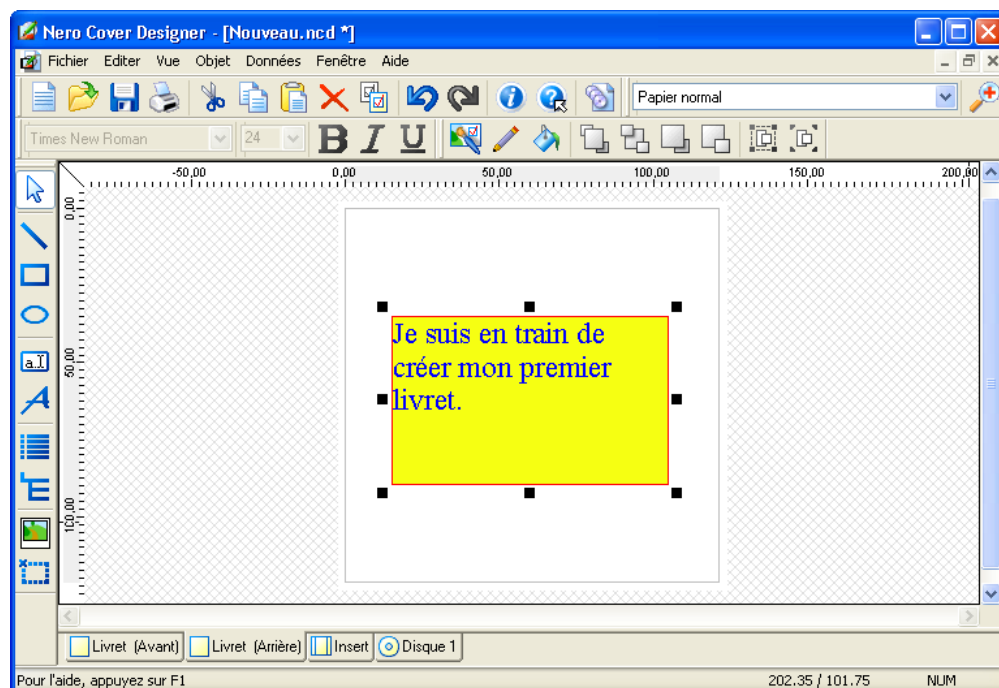 Nero Cover Designer - [Nouveau.ncd *]
Fichier Editer Vue Objet Données Fenêtre Aide
Papier normal
Times New Roman 24 B I U
-50,00 0,00 50,00 100,00 150,00 200,00
0,00
50,00
100,00
a
A
E
Je suis en train de
créer mon premier
livret.
Livret (Avant) Livret (Arrière) Insert Disque 1
Pour l'aide, appuyez sur F1 202.35 / 101.75 NUM